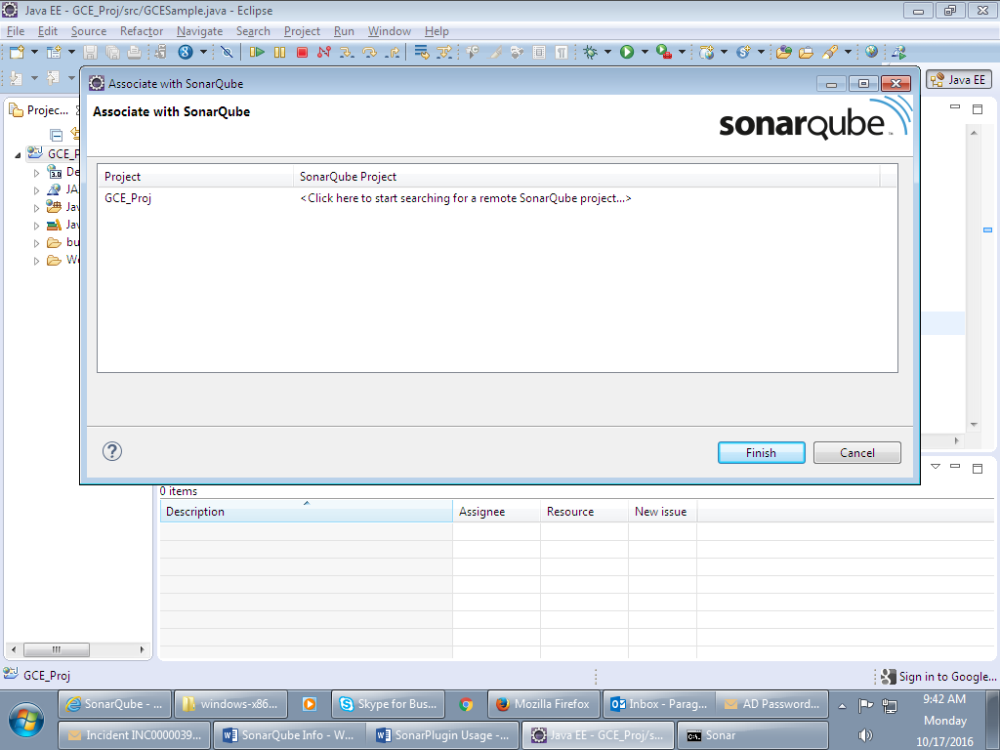 Java EE - GCE_Proj/src/GCESample.java - Eclipse
File Edit Source Refactor Navigate Search Project Run Window Help
Java EE
Associate with SonarQube
Associate with SonarQube
sonarqube
Projec...
GCE_P
De
JA
Jav
Jav
bu
We
Project SonarQube Project
GCE_Proj <Click here to start searching for a remote SonarQube project...>
?
Finish Cancel
0 items
Description Assignee Resource New issue
GCE_Proj
Sign in to Google...
SonarQube - ... windows-x86... Skype for Bus... Mozilla Firefox Inbox - Parag... AD Password...
Incident INC0000039... SonarQube Info - W... SonarPlugin Usage -... Java EE - GCE_Proj/s... Sonar
9:42 AM
Monday
10/17/2016